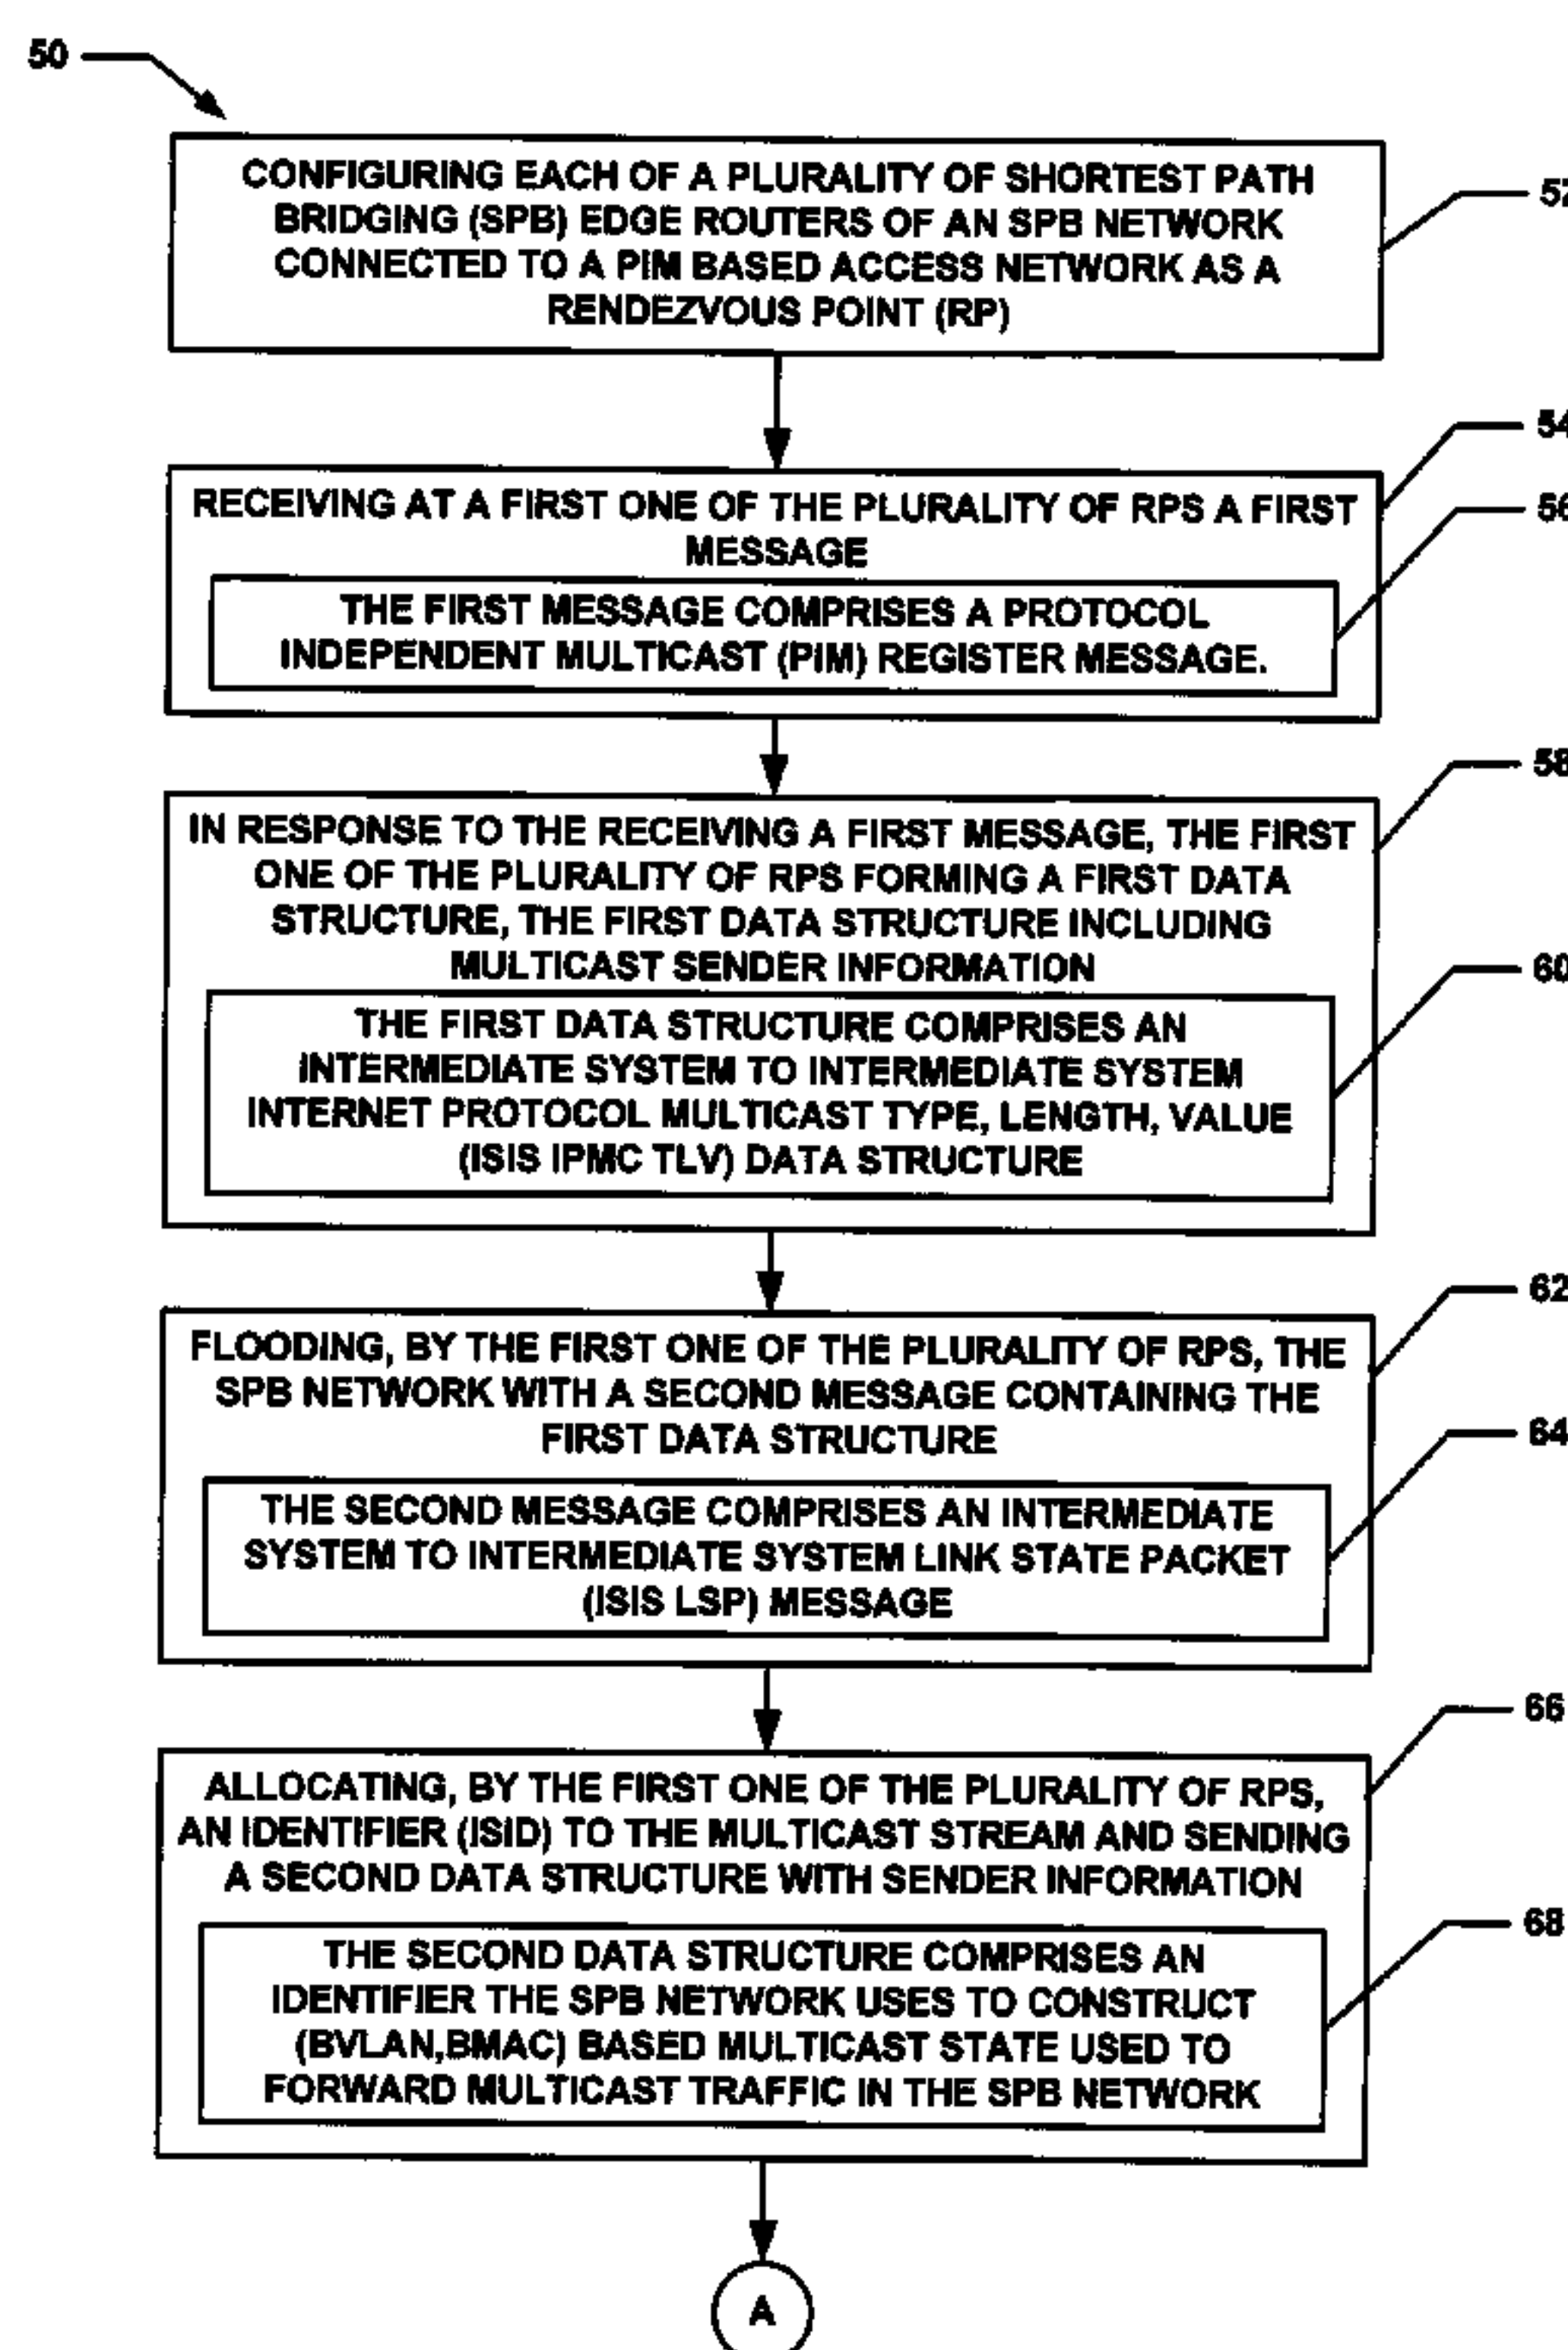 50
CONFIGURING EACH OF A PLURALITY OF SHORTEST PATH
BRIDGING (SPB) EDGE ROUTERS OF AN SPB NETWORK
CONNECTED TO A PIM BASED ACCESS NETWORK AS A
RENDEZVOUS POINT (RP)
52
RECEIVING AT A FIRST ONE OF THE PLURALITY OF RPS A FIRST
MESSAGE
54
THE FIRST MESSAGE COMPRISES A PROTOCOL
INDEPENDENT MULTICAST (PIM) REGISTER MESSAGE.
56
IN RESPONSE TO THE RECEIVING A FIRST MESSAGE, THE FIRST
ONE OF THE PLURALITY OF RPS FORMING A FIRST DATA
STRUCTURE, THE FIRST DATA STRUCTURE INCLUDING
MULTICAST SENDER INFORMATION
58
THE FIRST DATA STRUCTURE COMPRISES AN
INTERMEDIATE SYSTEM TO INTERMEDIATE SYSTEM
INTERNET PROTOCOL MULTICAST TYPE, LENGTH, VALUE
(ISIS IPMC TLV) DATA STRUCTURE
60
FLOODING, BY THE FIRST ONE OF THE PLURALITY OF RPS, THE
SPB NETWORK WITH A SECOND MESSAGE CONTAINING THE
FIRST DATA STRUCTURE
62
THE SECOND MESSAGE COMPRISES AN INTERMEDIATE
SYSTEM TO INTERMEDIATE SYSTEM LINK STATE PACKET
(ISIS LSP) MESSAGE
64
ALLOCATING, BY THE FIRST ONE OF THE PLURALITY OF RPS,
AN IDENTIFIER (ISID) TO THE MULTICAST STREAM AND SENDING
A SECOND DATA STRUCTURE WITH SENDER INFORMATION
66
THE SECOND DATA STRUCTURE COMPRISES AN
IDENTIFIER THE SPB NETWORK USES TO CONSTRUCT
(BVLAN,BMAC) BASED MULTICAST STATE USED TO
FORWARD MULTICAST TRAFFIC IN THE SPB NETWORK
68
A